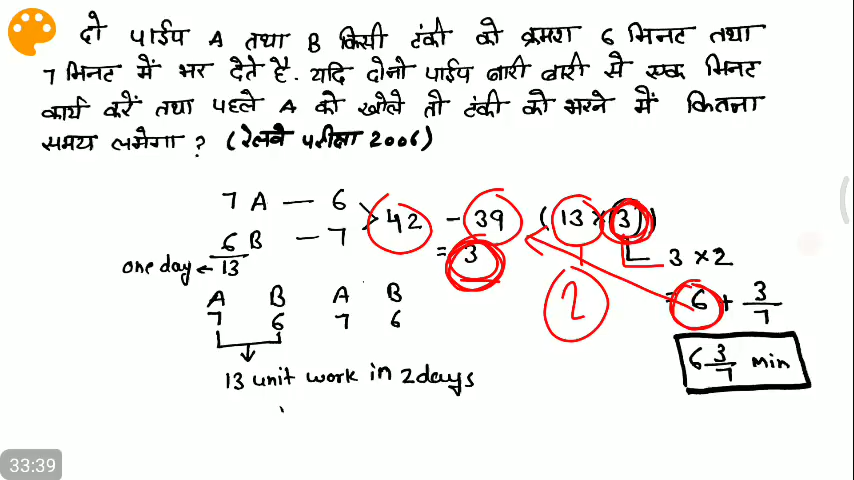 दो पाईप A तथा B किसी टंकी को क्रमश 6 मिनट तथा
7 मिनट में भर देते है. यदि दोनो पाईप बारी बारी से एक मिनट
कार्य करें तथा पहले A को खोले तो टंकी को भरने में कितना
समय लगेगा ? (रेलवे परीक्षा 2006)
7 A — 6 > 42 - 39 (13 × 3)
6 B — 7 = 3 3 × 2
one day ← 13 = 6 + 3/7
A B A B
7 6 7 6 2
6 3/7 min
13 unit work in 2 days
33:39